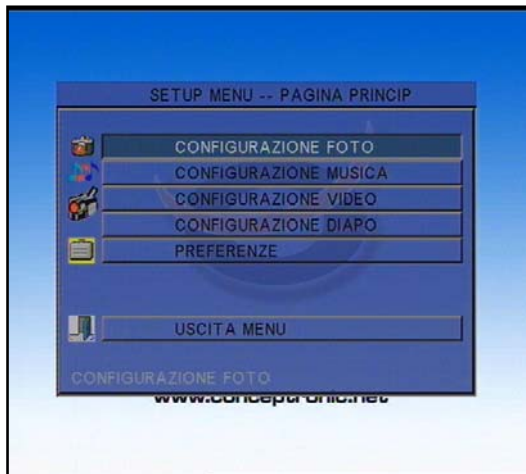 SETUP MENU -- PAGINA PRINCIP
CONFIGURAZIONE FOTO
CONFIGURAZIONE MUSICA
CONFIGURAZIONE VIDEO
CONFIGURAZIONE DIAPO
PREFERENZE
USCITA MENU
CONFIGURAZIONE FOTO
www.conceptronic.net